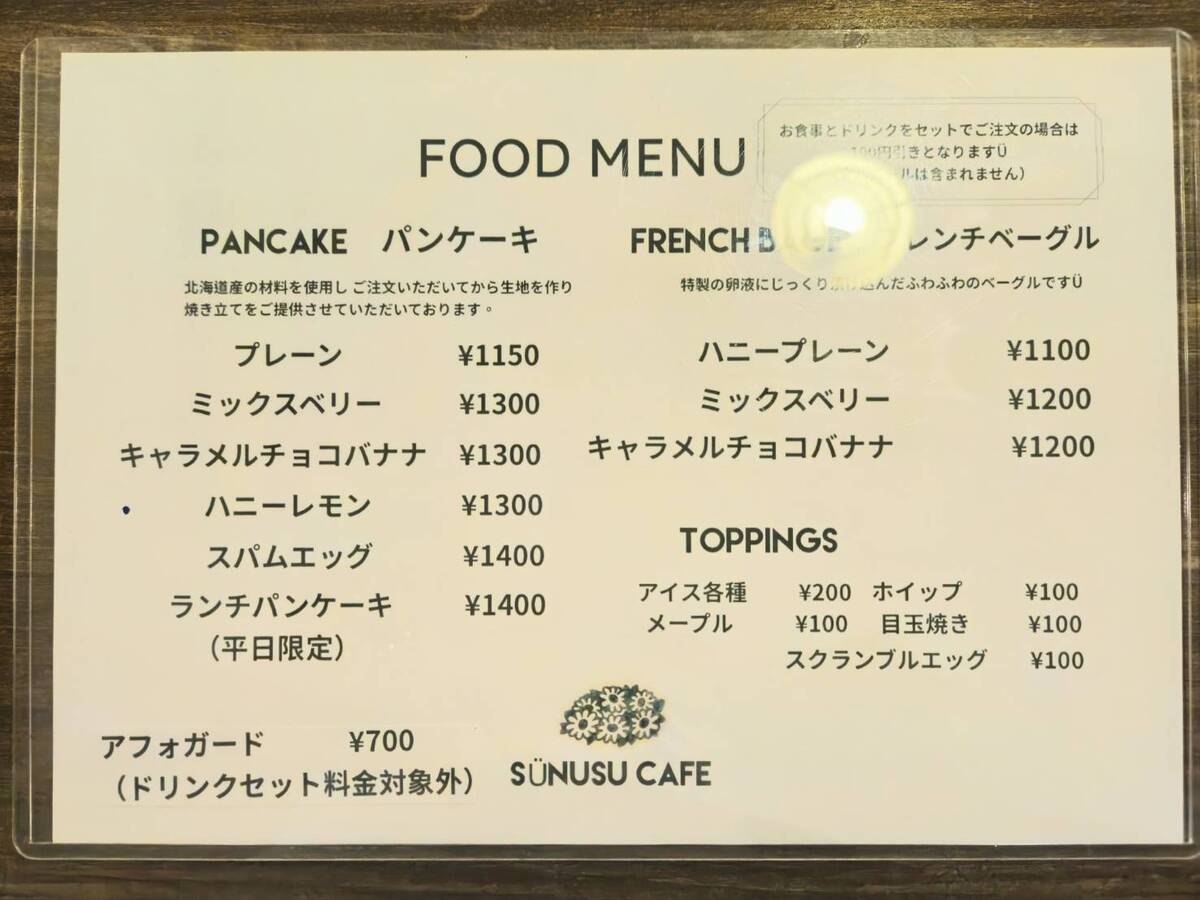 FOOD MENU
お食事とドリンクをセットでご注文の場合は
100円引きとなりますÜ
ルは含まれません）
PANCAKE パンケーキ
北海道産の材料を使用し ご注文いただいてから生地を作り
焼き立てをご提供させていただいております。
プレーン ¥1150
ミックスベリー ¥1300
キャラメルチョコバナナ ¥1300
ハニーレモン ¥1300
スパムエッグ ¥1400
ランチパンケーキ ¥1400
（平日限定）
アフォガード ¥700
（ドリンクセット料金対象外）
FRENCH レンチベーグル
特製の卵液にじっくり漬け込んだふわふわのベーグルですÜ
ハニープレーン ¥1100
ミックスベリー ¥1200
キャラメルチョコバナナ ¥1200
TOPPINGS
アイス各種 ¥200 ホイップ ¥100
メープル ¥100 目玉焼き ¥100
スクランブルエッグ ¥100
SÜNUSU CAFE